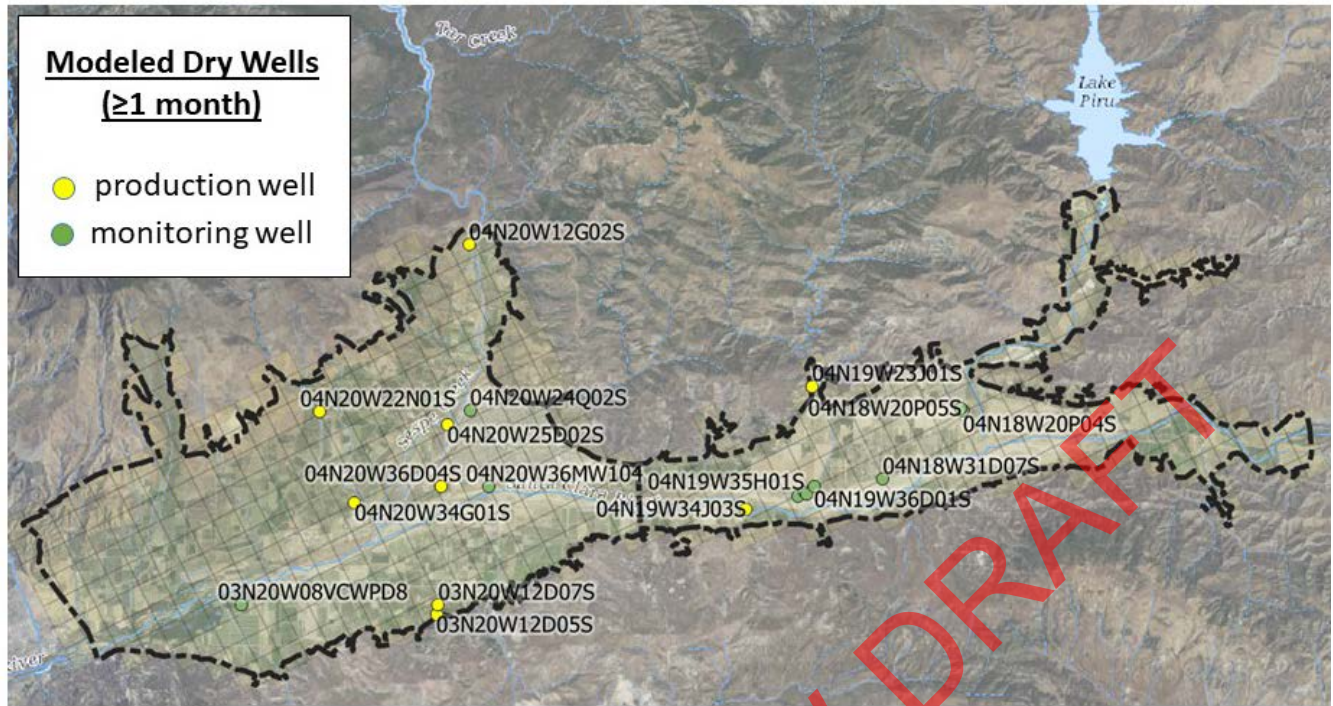 Modeled Dry Wells
(≥1 month)
production well
monitoring well
Tar Creek
Lake
Piru
04N20W12G02S
04N19W23J01S
04N20W22N01S
04N20W24Q02S
04N18W20P05S
04N18W20P04S
04N20W25D02S
04N20W36D04S
04N20W36MW104
04N19W35H01S
04N18W31D07S
04N20W34G01S
04N19W34J03S
04N19W36D01S
03N20W08VCWPD8
03N20W12D07S
03N20W12D05S
River
DRAFT